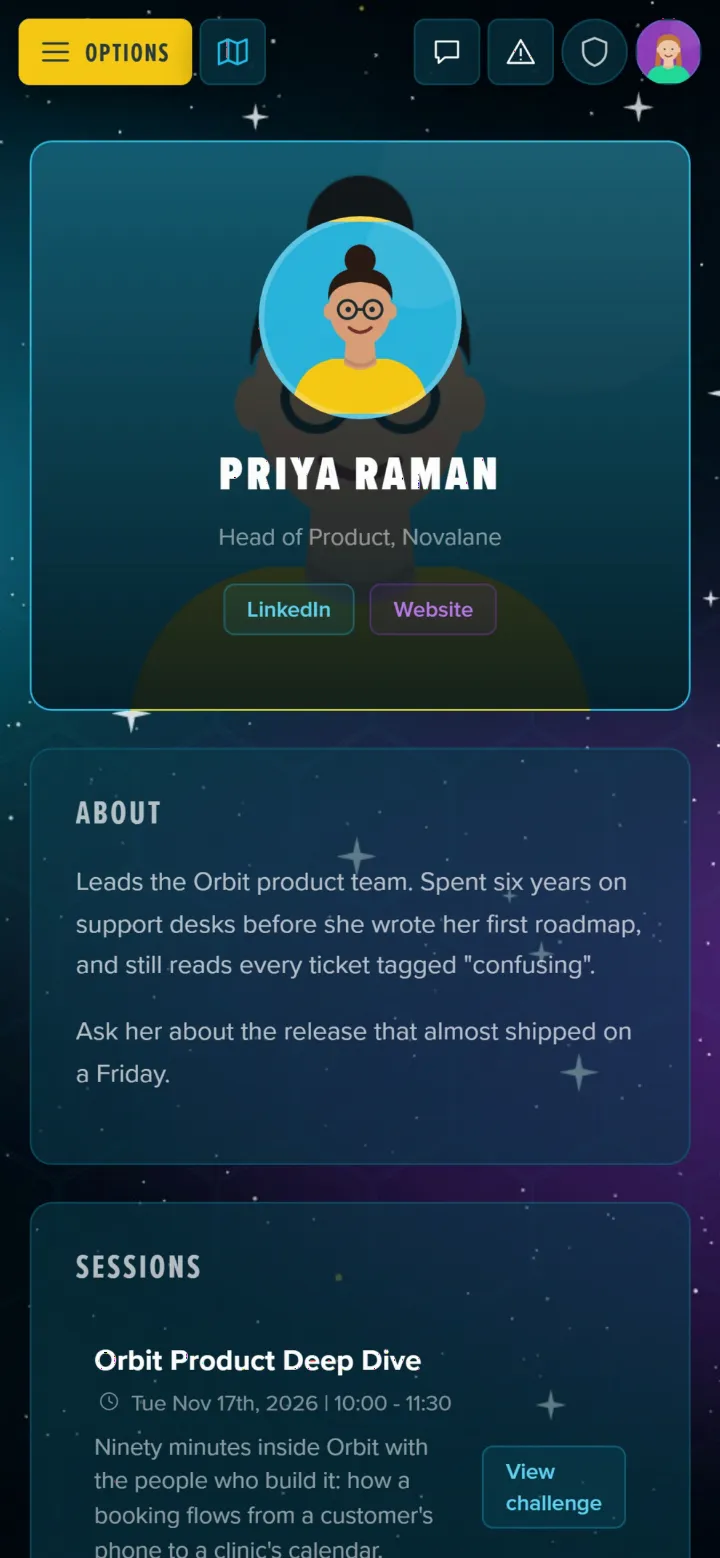 OPTIONS
PRIYA RAMAN
Head of Product, Novalane
LinkedIn
Website
ABOUT
Leads the Orbit product team. Spent six years on
support desks before she wrote her first roadmap,
and still reads every ticket tagged "confusing".
Ask her about the release that almost shipped on
a Friday.
SESSIONS
Orbit Product Deep Dive
Tue Nov 17th, 2026 | 10:00 - 11:30
Ninety minutes inside Orbit with
the people who build it: how a
booking flows from a customer's
phone to a clinic's calendar.
View
challenge